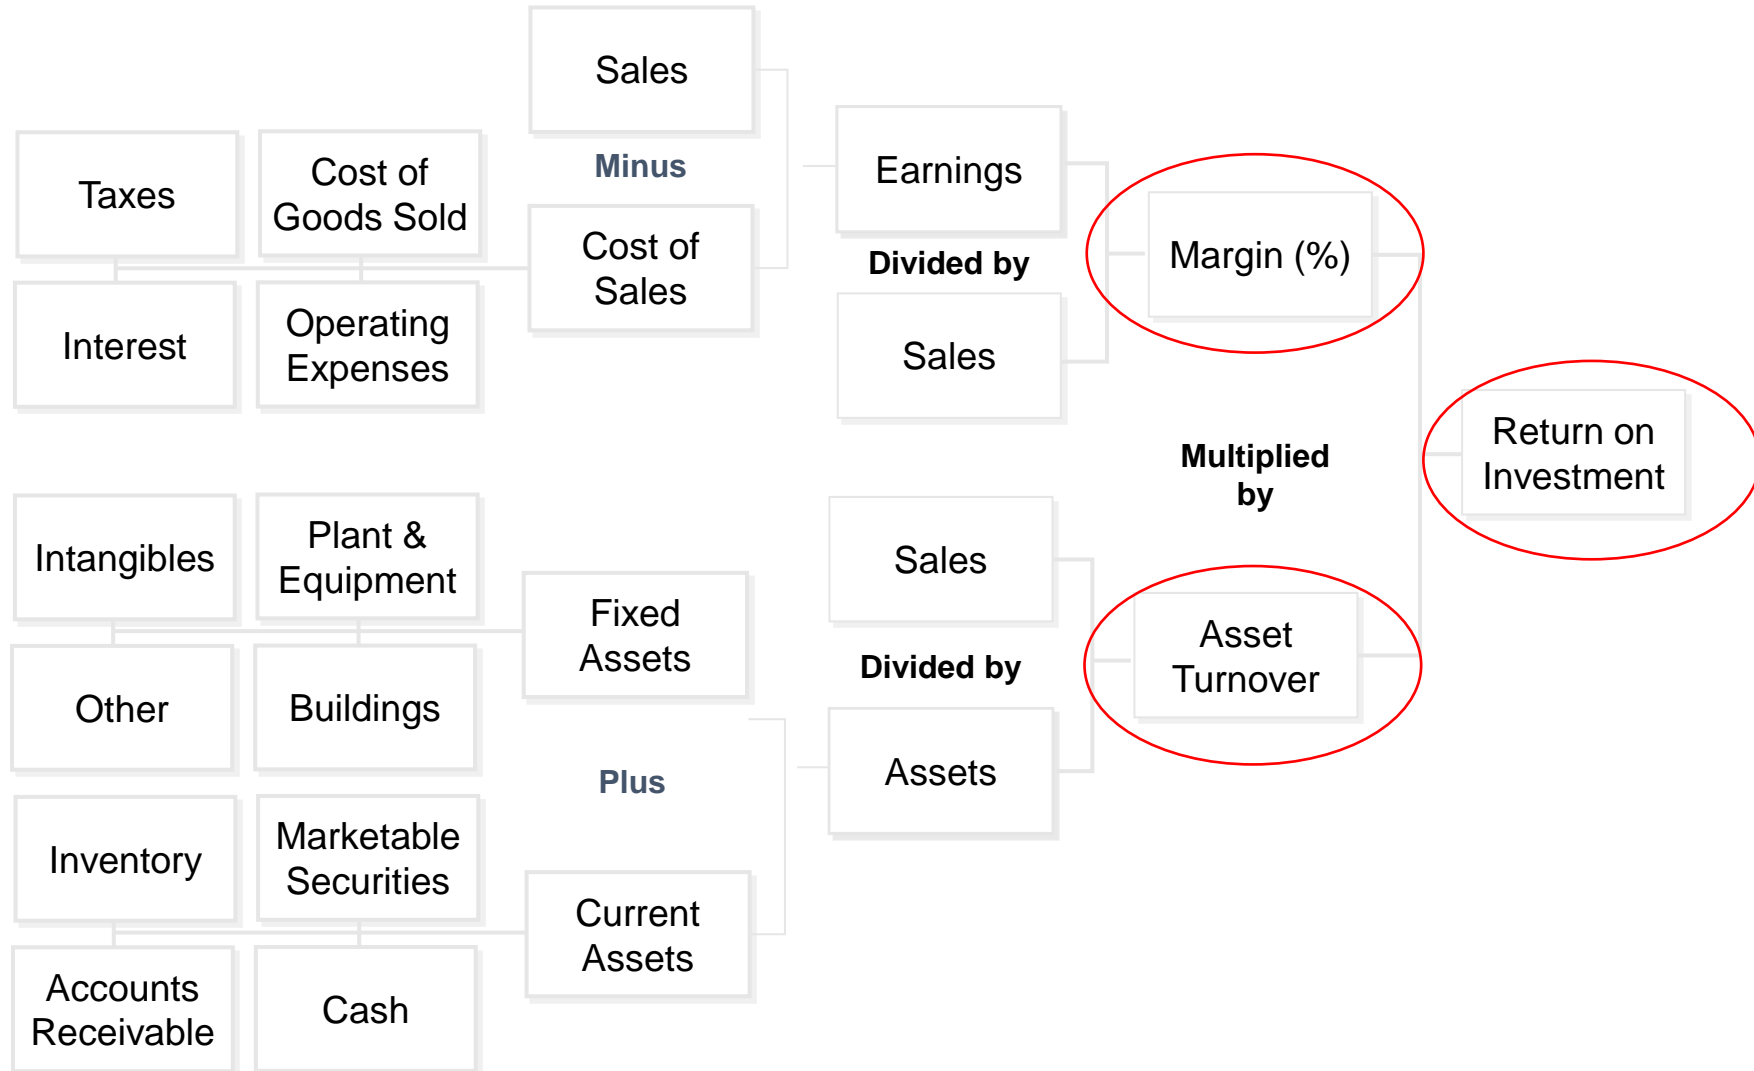 Sales
Taxes
Cost of
Goods Sold
Minus
Earnings
Interest
Operating
Expenses
Cost of
Sales
Divided by
Sales
Margin (%)
Multiplied
by
Return on
Investment
Intangibles
Plant &
Equipment
Other
Buildings
Fixed
Assets
Plus
Inventory
Marketable
Securities
Accounts
Receivable
Cash
Current
Assets
Sales
Divided by
Assets
Asset
Turnover